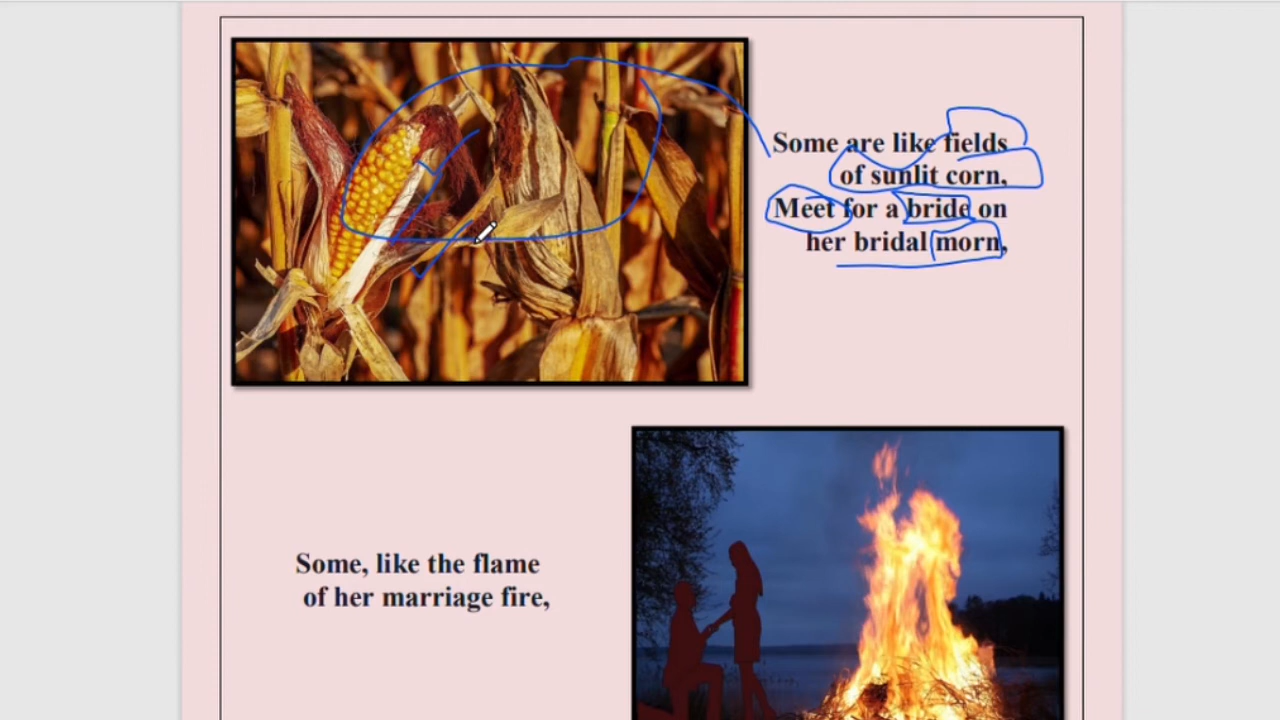 Some are like fields
of sunlit corn,
Meet for a bride on
her bridal morn,
Some, like the flame
of her marriage fire,